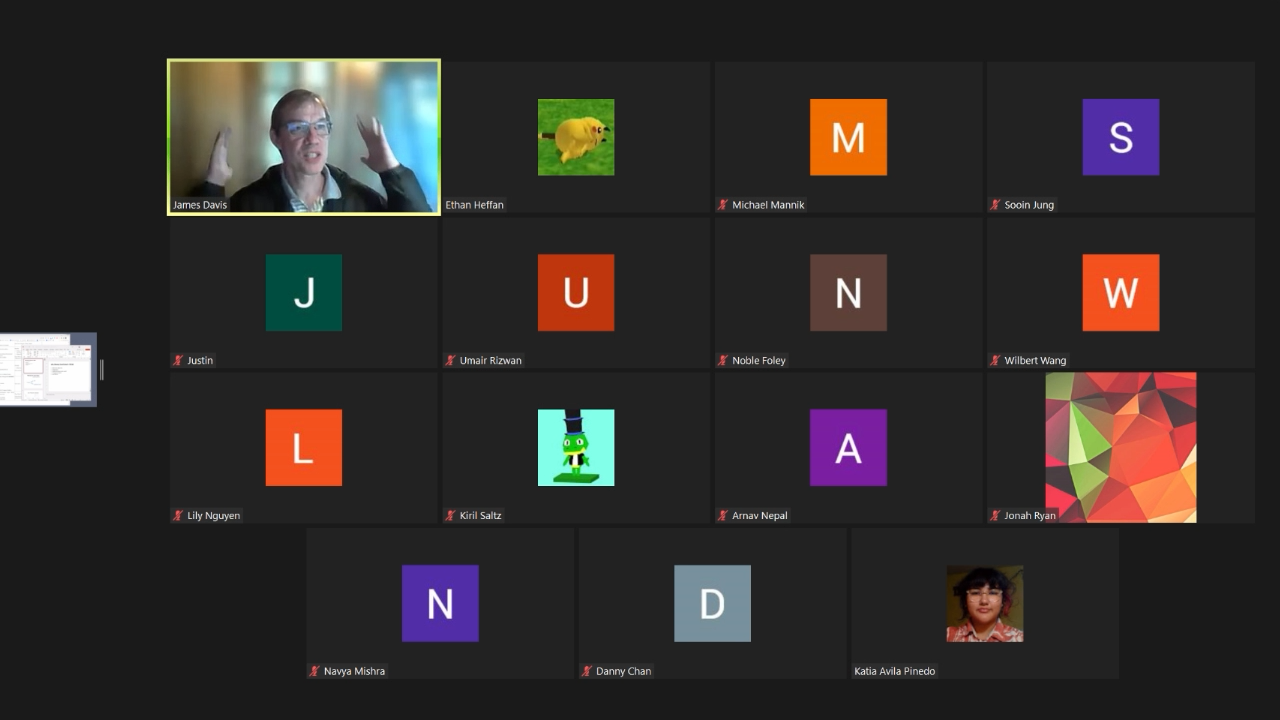 James Davis
Ethan Heffan
M
Michael Mannik
S
Sooin Jung
J
Justin
U
Umair Rizwan
N
Noble Foley
W
Wilbert Wang
L
Lily Nguyen
Kiril Saltz
A
Arnav Nepal
Jonah Ryan
N
Navya Mishra
D
Danny Chan
Katia Avila Pinedo